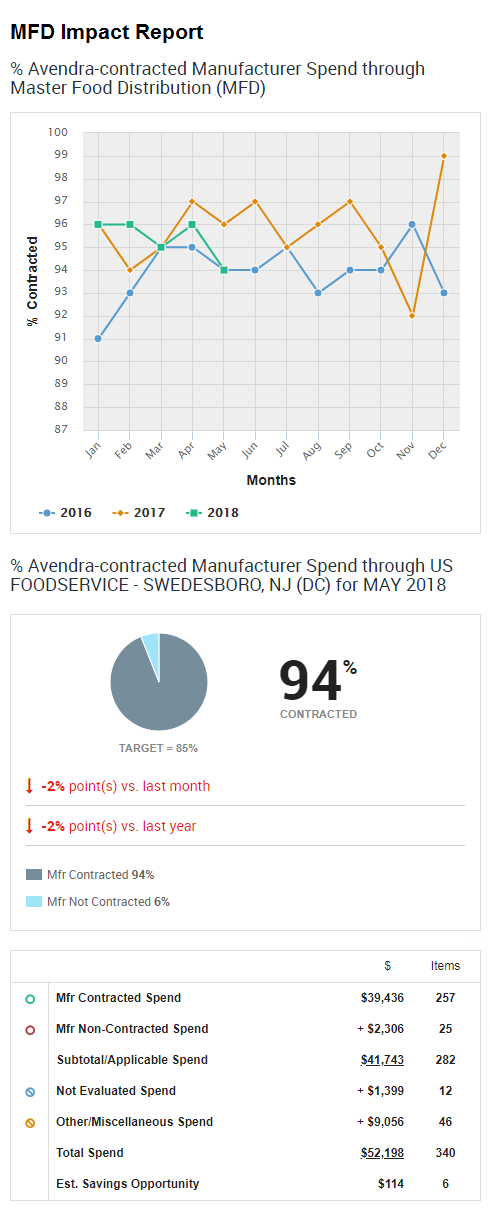 MFD Impact Report
% Avendra-contracted Manufacturer Spend through
Master Food Distribution (MFD)
100
99
98
97
96
95
94
93
92
91
90
89
88
87
% Contracted
Jan Feb Mar Apr May Jun Jul Aug Sep Oct Nov Dec
Months
2016 2017 2018
% Avendra-contracted Manufacturer Spend through US
FOODSERVICE - SWEDESBORO, NJ (DC) for MAY 2018
94%
CONTRACTED
TARGET = 85%
-2% point(s) vs. last month
-2% point(s) vs. last year
Mfr Contracted 94%
Mfr Not Contracted 6%
$ Items
Mfr Contracted Spend $39,436 257
Mfr Non-Contracted Spend + $2,306 25
Subtotal/Applicable Spend $41,743 282
Not Evaluated Spend + $1,399 12
Other/Miscellaneous Spend + $9,056 46
Total Spend $52,198 340
Est. Savings Opportunity $114 6